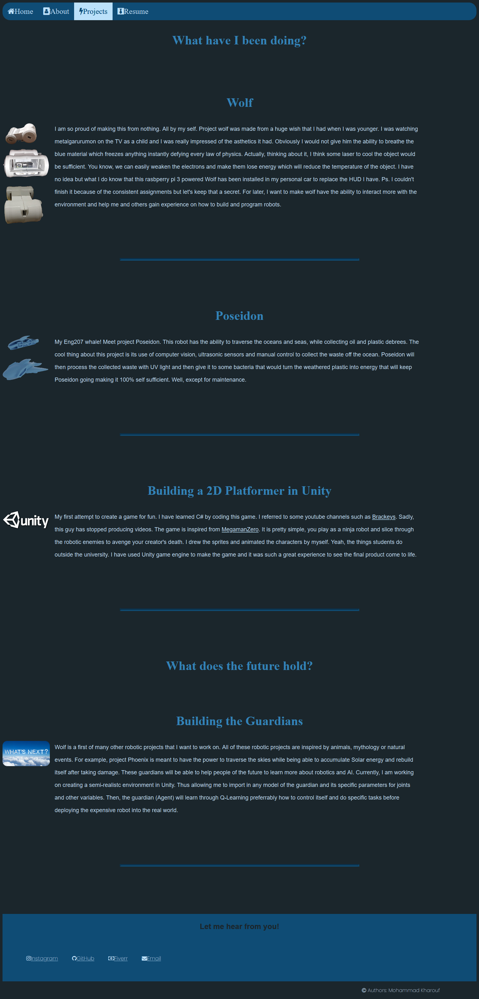 Home About Projects Resume
What have I been doing?
Wolf
I am so proud of making this from nothing. All by my self. Project wolf was made from a huge wish that I had when I was younger. I was watching
metalgarurumon on the TV as a child and I was really impressed of the asthetics it had. Obviously I would not give him the ability to breathe the
blue material which freezes anything instantly defying every law of physics. Actually, thinking about it, I think some laser to cool the object would
be sufficient. You know, we can easily weaken the electrons and make them lose energy which will reduce the temperature of the object. I have
no idea but what I do know that this rasbperry pi 3 powered Wolf has been installed in my personal car to replace the HUD I have. Ps. I couldn't
finish it because of the consistent assignments but let's keep that a secret. For later, I want to make wolf have the ability to interact more with the
environment and help me and others gain experience on how to build and program robots.
Poseidon
My Eng207 whale! Meet project Poseidon. This robot has the ability to traverse the oceans and seas, while collecting oil and plastic debrees. The
cool thing about this project is its use of computer vision, ultrasonic sensors and manual control to collect the waste off the ocean. Poseidon will
then process the collected waste with UV light and then give it to some bacteria that would turn the weathered plastic into energy that will keep
Poseidon going making it 100% self sufficient. Well, except for maintenance.
Building a 2D Platformer in Unity
unity
My first attempt to create a game for fun. I have learned C# by coding this game. I referred to some youtube channels such as Brackeys. Sadly,
this guy has stopped producing videos. The game is inspired from MegamanZero. It is pretty simple, you play as a ninja robot and slice through
the robotic enemies to avenge your creator's death. I drew the sprites and animated the characters by myself. Yeah, the things students do
outside the university. I have used Unity game engine to make the game and it was such a great experience to see the final product come to life.
What does the future hold?
Building the Guardians
WHAT'S NEXT?
Wolf is a first of many other robotic projects that I want to work on. All of these robotic projects are inspired by animals, mythology or natural
events. For example, project Phoenix is meant to have the power to traverse the skies while being able to accumulate Solar energy and rebuild
itself after taking damage. These guardians will be able to help people of the future to learn more about robotics and AI. Currently, I am working
on creating a semi-realistc environment in Unity. Thus allowing me to import in any model of the guardian and its specific parameters for joints
and other variables. Then, the guardian (Agent) will learn through Q-Learning preferrably how to control itself and do specific tasks before
deploying the expensive robot into the real world.
Let me hear from you!
Instagram GitHub Fiverr Email
© Authors: Mohammad Kharouf